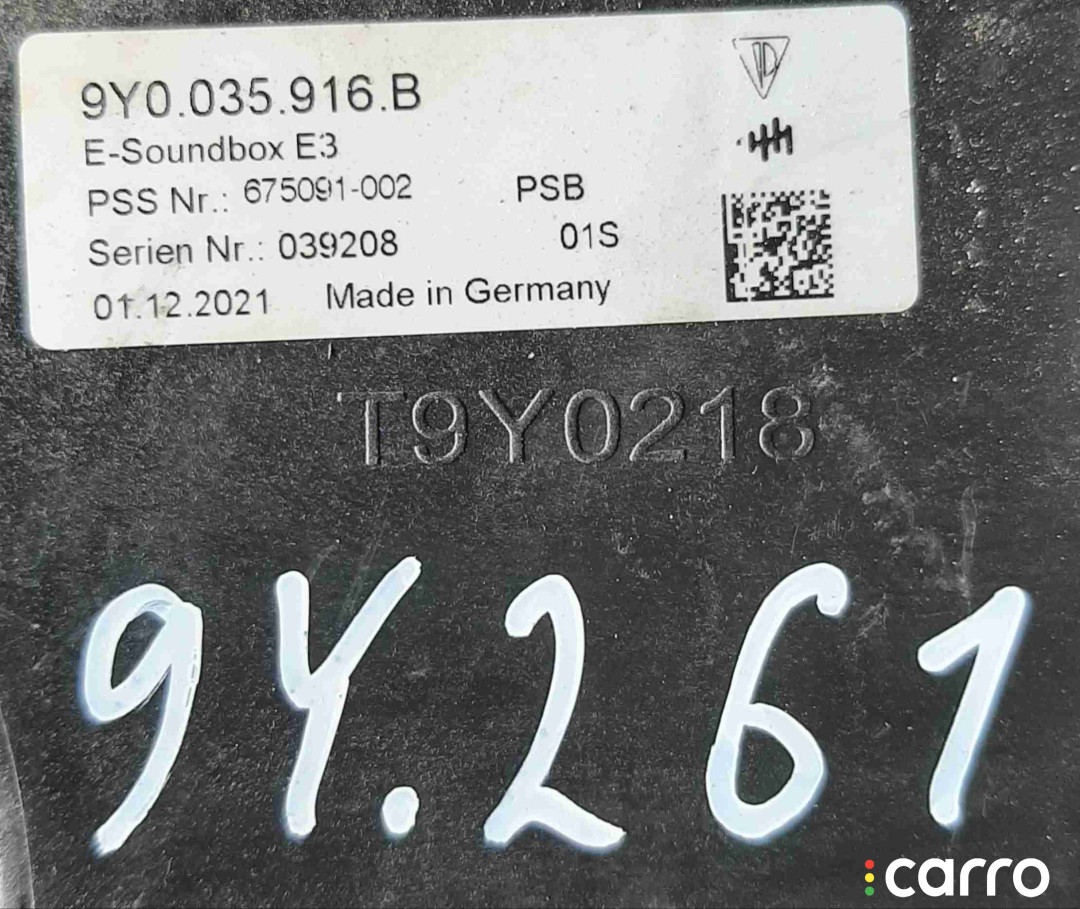 9Y0.035.916.B
E-Soundbox E3
PSS Nr.: 675091-002 PSB
Serien Nr.: 039208 01S
01.12.2021 Made in Germany
T9Y0218
9Y.261
carro